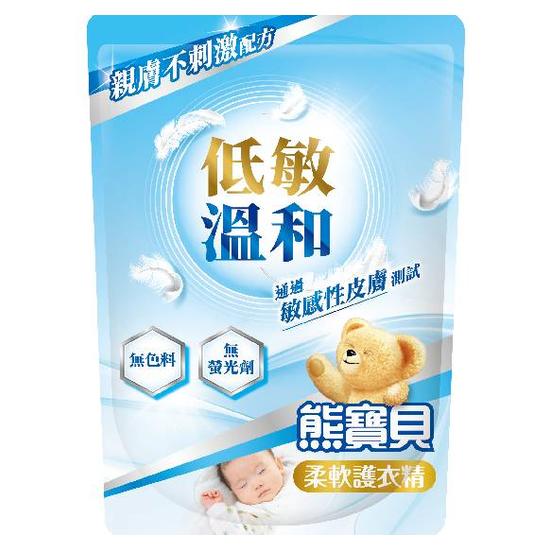 親膚不刺激配方
低敏
溫和
通過
敏感性皮膚測試
無色料
無
螢光劑
熊寶貝
柔軟護衣精